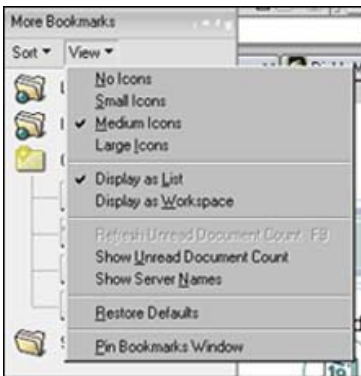 More Bookmarks
Sort View
No Icons
Small Icons
Medium Icons
Large Icons
Display as List
Display as Workspace
Refresh Unread Document Count F9
Show Unread Document Count
Show Server Names
Restore Defaults
Pin Bookmarks Window